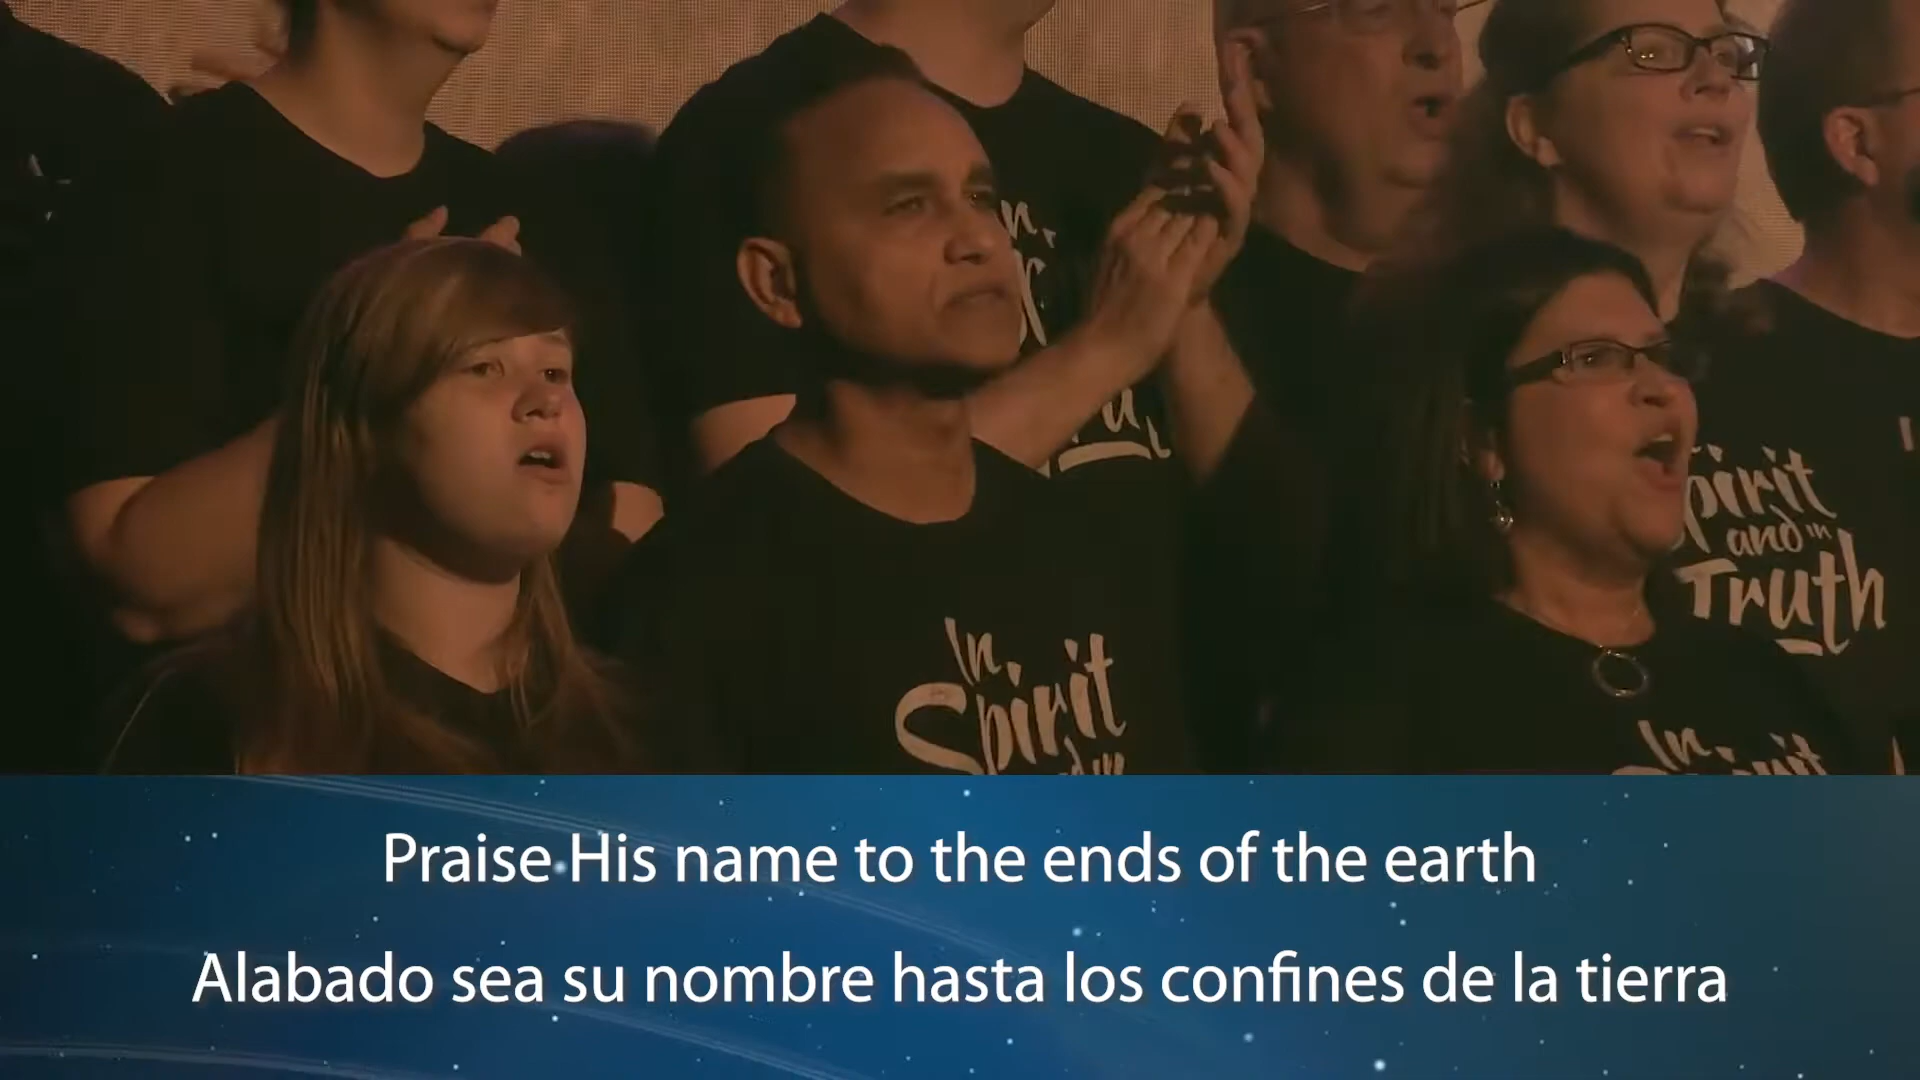 In
Spirit
Spirit
and in
Truth
In
Praise His name to the ends of the earth
Alabado sea su nombre hasta los confines de la tierra